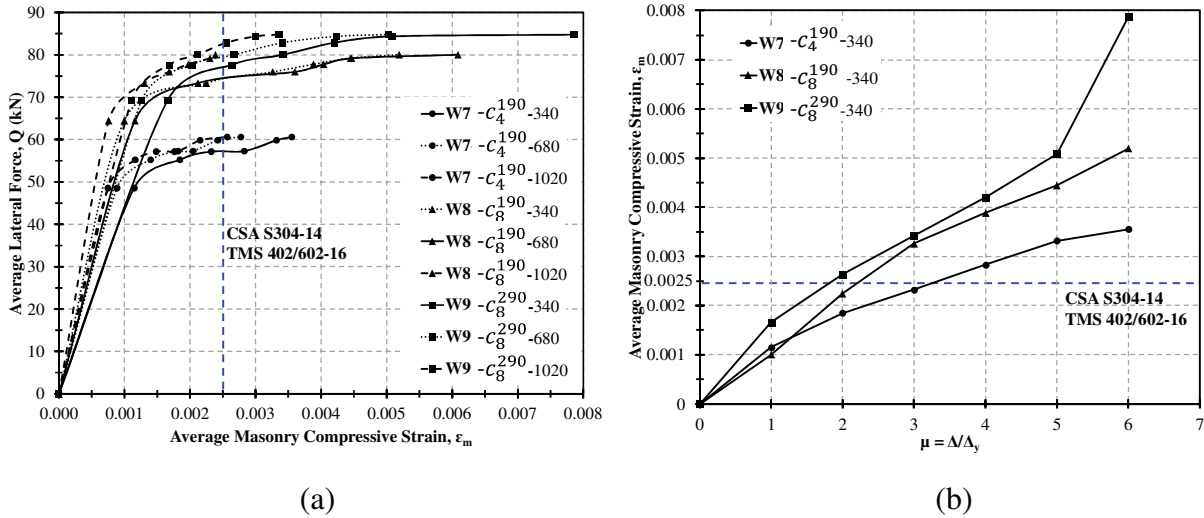 90
80
70
60
50
40
30
20
10
0
Average Lateral Force, Q (kN)
0.000 0.001 0.002 0.003 0.004 0.005 0.006 0.007 0.008
Average Masonry Compressive Strain, εm
CSA S304-14
TMS 402/602-16
W7 -C₄¹⁹⁰-340
W7 -C₄¹⁹⁰-680
W7 -C₄¹⁹⁰-1020
W8 -C₈¹⁹⁰-340
W8 -C₈¹⁹⁰-680
W8 -C₈¹⁹⁰-1020
W9 -C₈²⁹⁰-340
W9 -C₈²⁹⁰-680
W9 -C₈²⁹⁰-1020
(a)
0.008
0.007
0.006
0.005
0.004
0.003
0.0025
0.002
0.001
0
Average Masonry Compressive Strain, εm
0 1 2 3 4 5 6 7
μ = Δ/Δy
W7 -C₄¹⁹⁰-340
W8 -C₈¹⁹⁰-340
W9 -C₈²⁹⁰-340
CSA S304-14
TMS 402/602-16
(b)